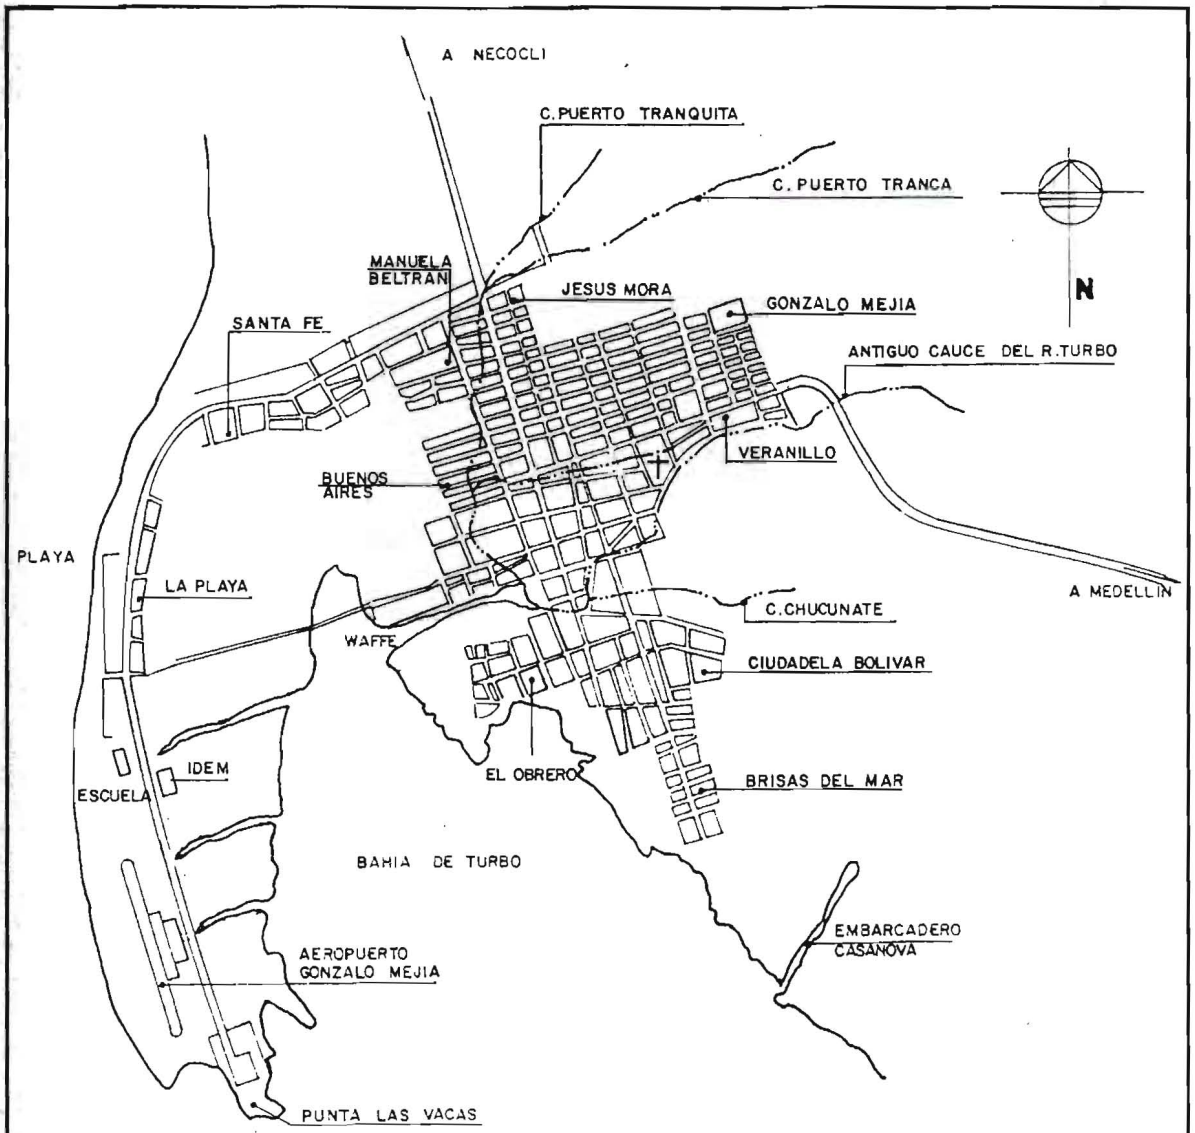 A NECOCLI
C. PUERTO TRANQUITA
C. PUERTO TRANCA
MANUELA
BELTRAN
JESUS MORA
GONZALO MEJIA
N
SANTA FE
ANTIGUO CAUCE DEL R. TURBO
VERANILLO
BUENOS
AIRES
PLAYA
LA PLAYA
A MEDELLIN
C. CHUCUNATE
WAFFE
CIUDADELA BOLIVAR
IDEM
EL OBRERO
BRISAS DEL MAR
ESCUELA
BAHIA DE TURBO
EMBARCADERO
CASANOVA
AEROPUERTO
GONZALO MEJIA
PUNTA LAS VACAS